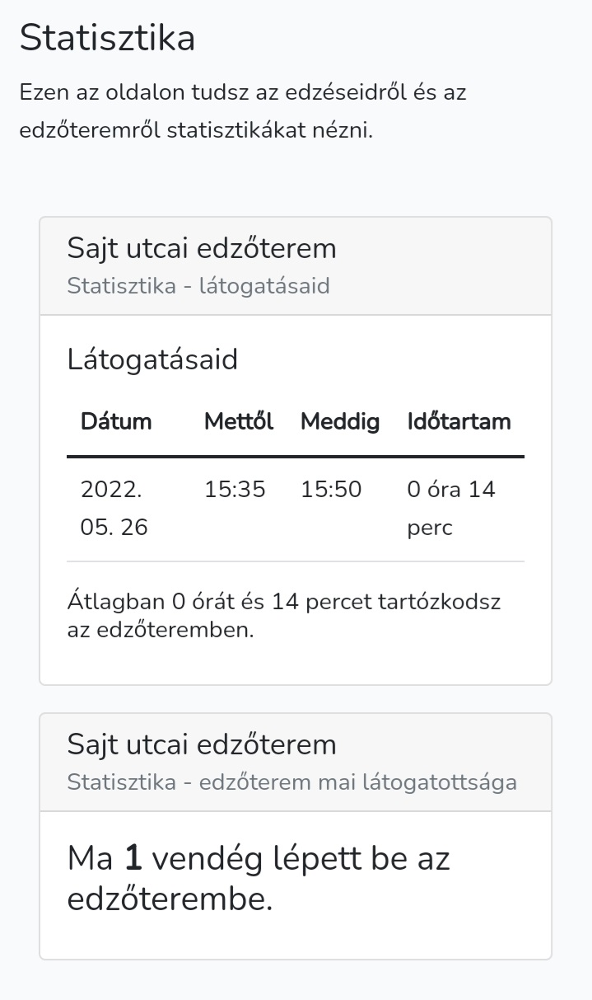 Statisztika
Ezen az oldalon tudsz az edzéseidről és az
edzőteremről statisztikákat nézni.
Sajt utcai edzőterem
Statisztika - látogatásaid
Látogatásaid
Dátum Mettől Meddig Időtartam
2022. 15:35 15:50 0 óra 14
05. 26 perc
Átlagban 0 órát és 14 percet tartózkodsz
az edzőteremben.
Sajt utcai edzőterem
Statisztika - edzőterem mai látogatottsága
Ma 1 vendég lépett be az
edzőterembe.